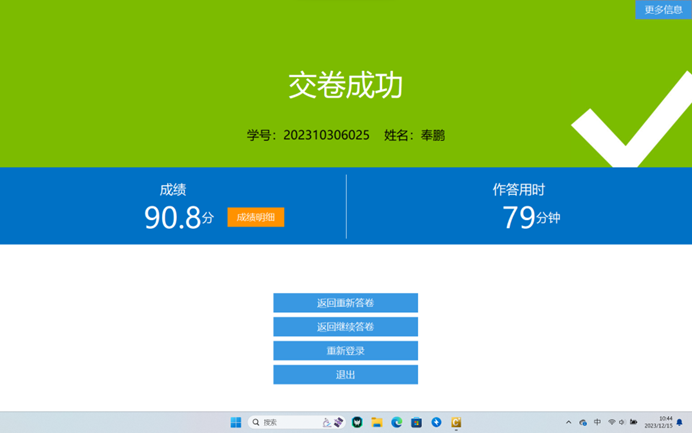 更多信息
交卷成功
学号：202310306025 姓名：奉鹏
成绩
90.8分 成绩明细
作答用时
79分钟
返回重新答卷
返回继续答卷
重新登录
退出
搜索
中
10:44
2023/12/15